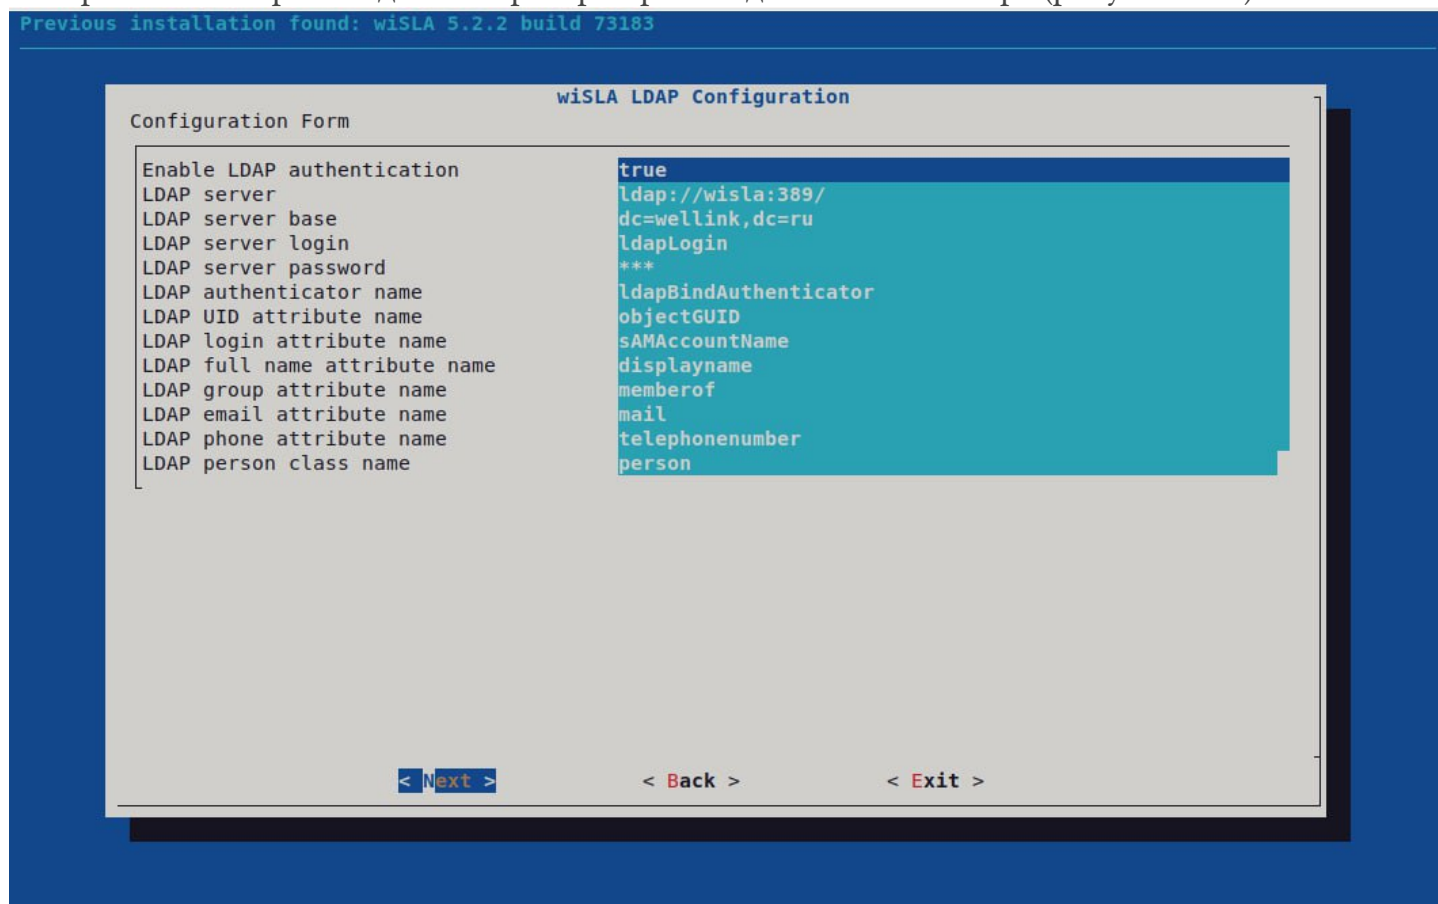 Previous installation found: wiSLA 5.2.2 build 73183
wiSLA LDAP Configuration
Configuration Form
Enable LDAP authentication true
LDAP server ldap://wisla:389/
LDAP server base dc=wellink,dc=ru
LDAP server login ldapLogin
LDAP server password ***
LDAP authenticator name ldapBindAuthenticator
LDAP UID attribute name objectGUID
LDAP login attribute name sAMAccountName
LDAP full name attribute name displayname
LDAP group attribute name memberof
LDAP email attribute name mail
LDAP phone attribute name telephonenumber
LDAP person class name person
< Next > < Back > < Exit >